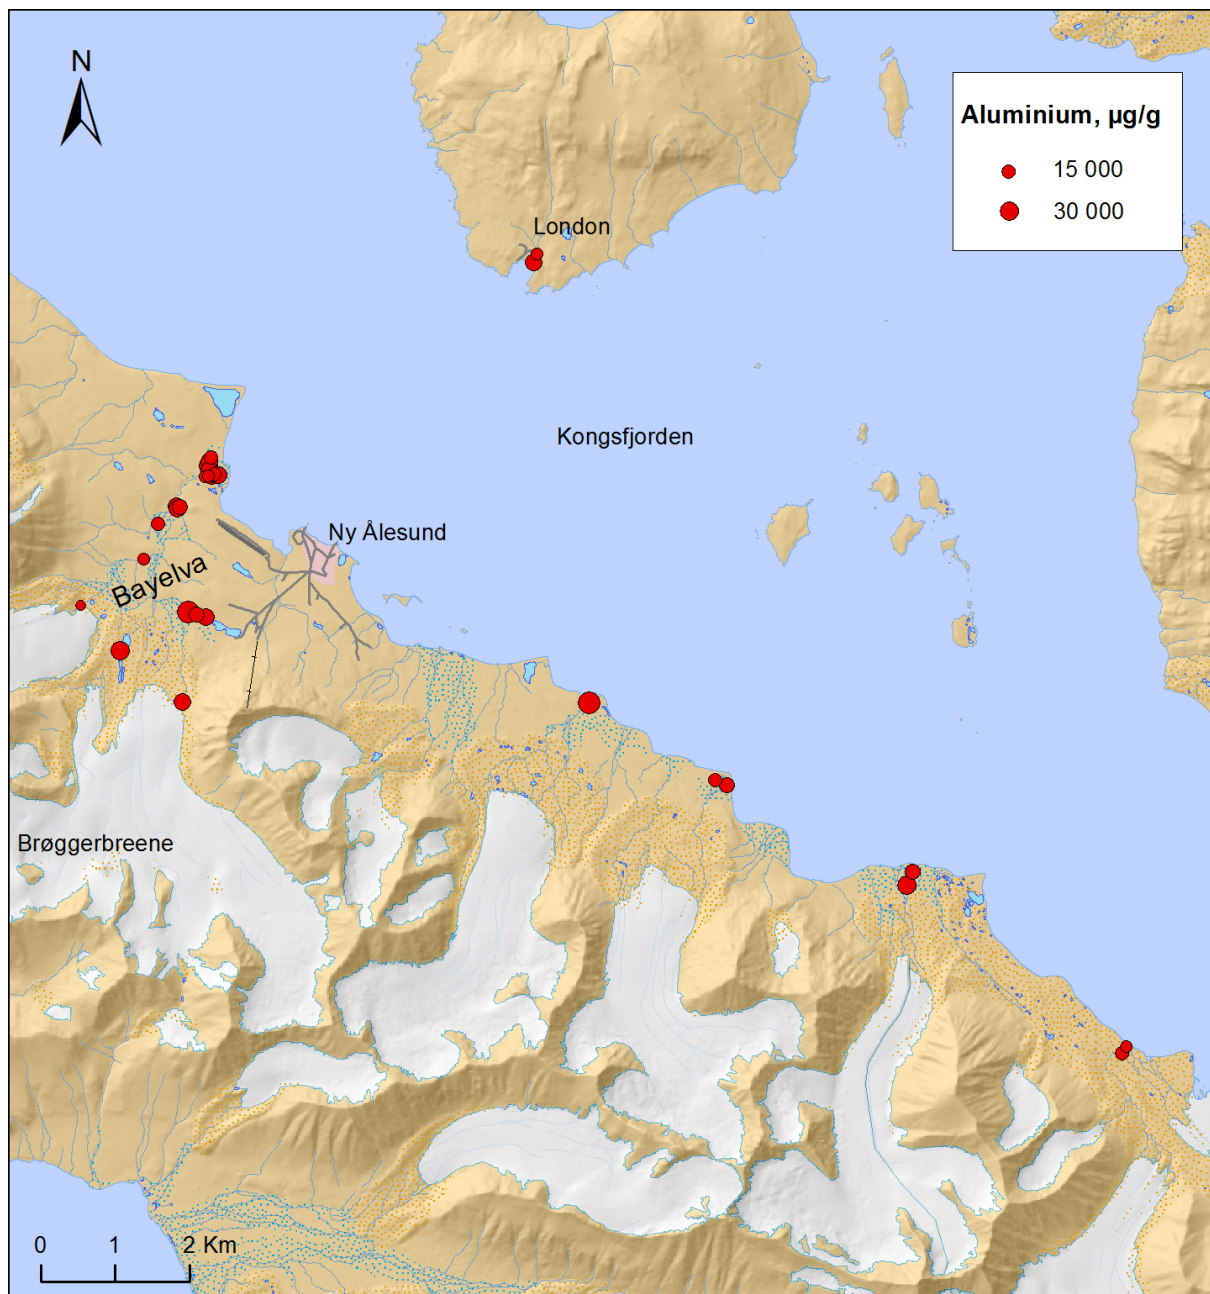 N
Aluminium, µg/g
15 000
30 000
London
Kongsfjorden
Ny Ålesund
Bayelva
Brøggerbreene
0 1 2 Km